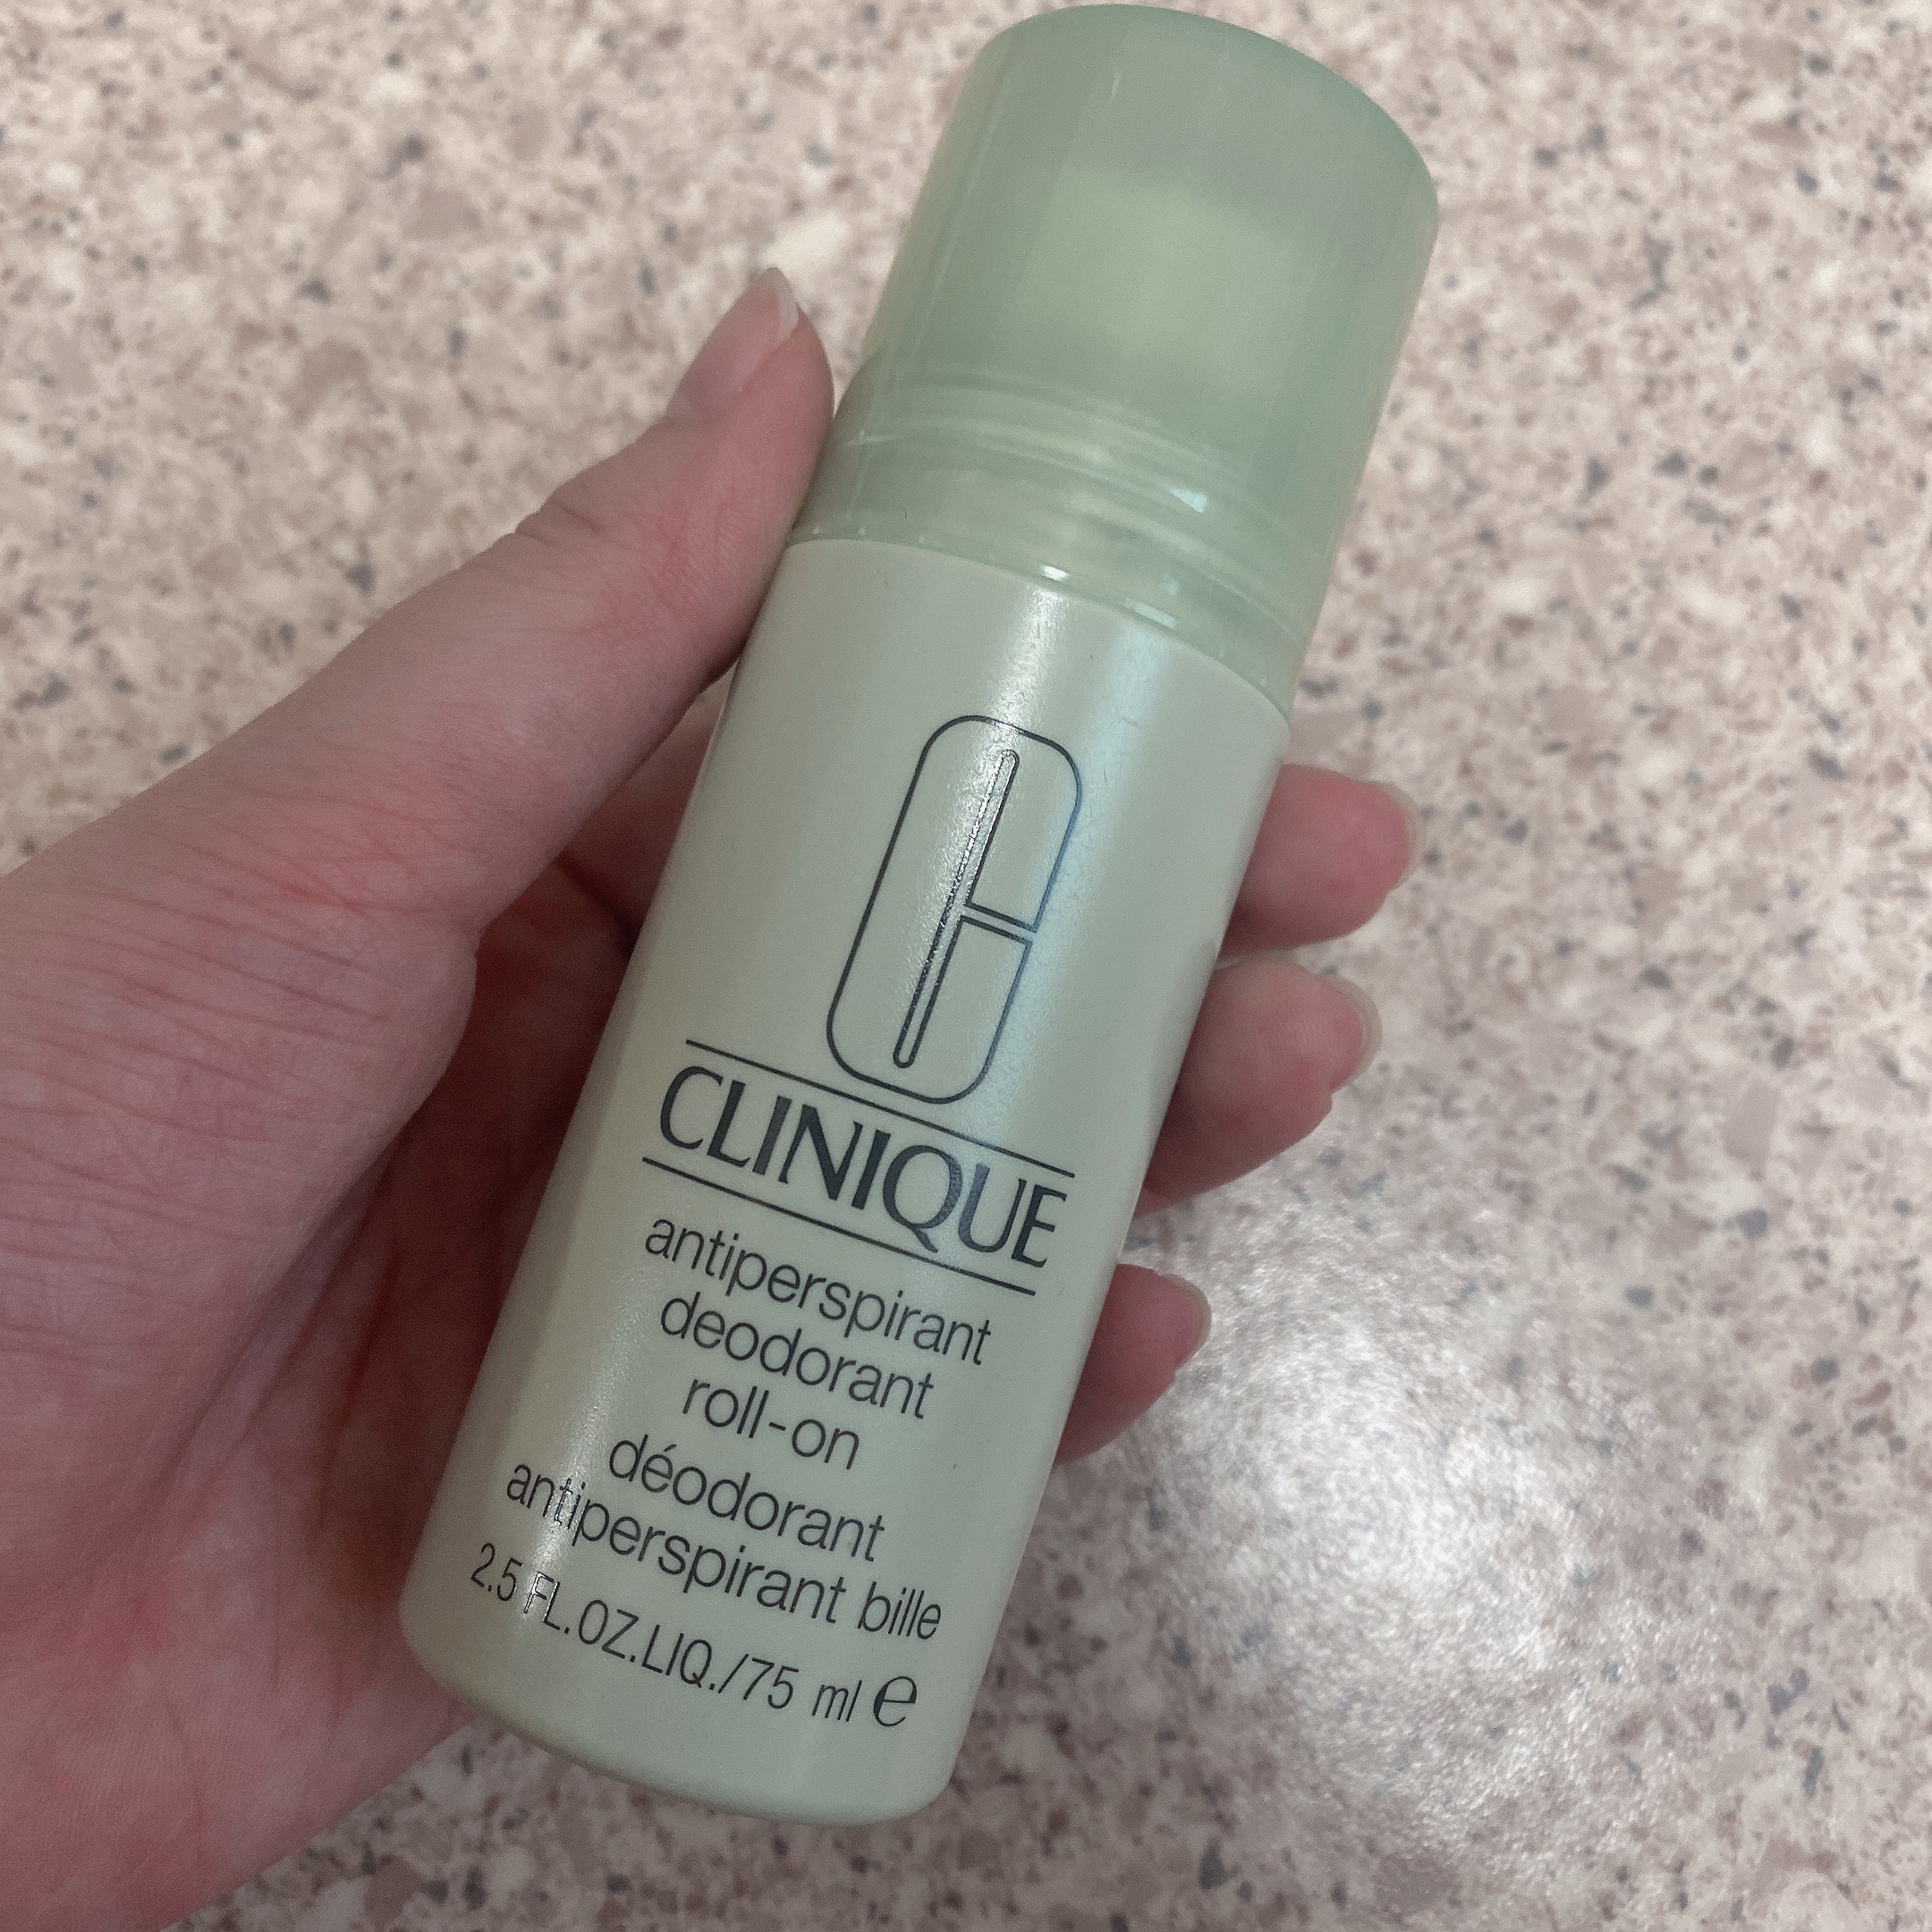 CLINIQUE
antiperspirant
deodorant
roll-on
déodorant
antiperspirant bille
2.5 FL.OZ.LIQ./75 ml e